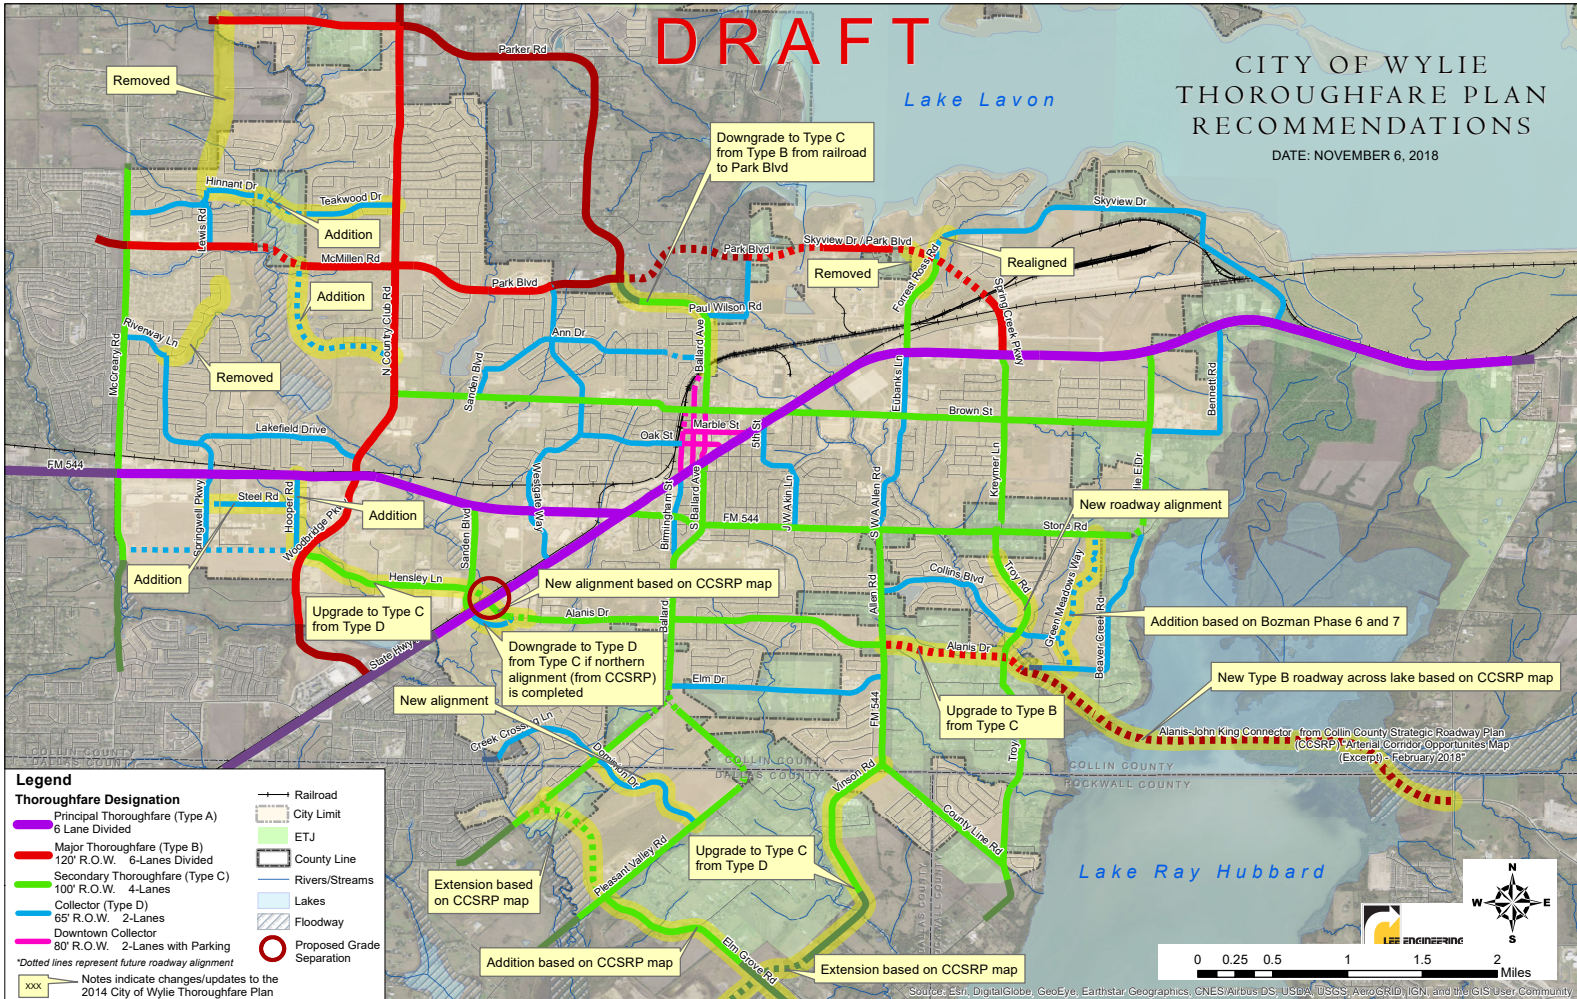 DRAFT
CITY OF WYLIE
THOROUGHFARE PLAN
RECOMMENDATIONS
DATE: NOVEMBER 6, 2018
Lake Lavon
Parker Rd
Removed
Downgrade to Type C
from Type B from railroad
to Park Blvd
Hinnant Dr
Teakwood Dr
Lewis Rd
Addition
McMillen Rd
Park Blvd
Park Blvd
Skyview Dr / Park Blvd
Skyview Dr
Removed
Forrest Ross Rd
Realigned
Addition
N Country Club Rd
Paul Wilson Rd
Spring Creek Pkwy
Riverway Ln
McCreary Rd
Removed
Ann Dr
Sanden Blvd
Ballard Ave
Eubanks Ln
Bennett Rd
Brown St
Lakefield Drive
Oak St
Marble St
5th St
FM 544
Springwell Pkwy
Steel Rd
Hooper Rd
Woodbridge Pkwy
Addition
Westgate Way
Birmingham St
S Ballard Ave
FM 544
J W Akin Ln
S W A Allen Rd
Kreymer Ln
New roadway alignment
Stone Rd
Addition
Sanden Blvd
Hensley Ln
New alignment based on CCSRP map
Upgrade to Type C
from Type D
State Hwy
Alanis Dr
Ballard
Allen Rd
Collins Blvd
Troy Rd
Green Meadows Way
Beaver Creek Rd
Addition based on Bozman Phase 6 and 7
Downgrade to Type D
from Type C if northern
alignment (from CCSRP)
is completed
Alanis Dr
New alignment
Elm Dr
FM 544
Upgrade to Type B
from Type C
New Type B roadway across lake based on CCSRP map
Creek Crossing Ln
Dominion Dr
Troy
Alanis-John King Connector from Collin County Strategic Roadway Plan
(CCSRP) "Arterial Corridor Opportunites Map
(Excerpt) - February 2018"
COLLIN COUNTY
DALLAS COUNTY
COLLIN COUNTY
DALLAS COUNTY
COLLIN COUNTY
ROCKWALL COUNTY
Vinson Rd
County Line Rd
Pleasant Valley Rd
Upgrade to Type C
from Type D
Extension based
on CCSRP map
Addition based on CCSRP map
Elm Grove Rd
Extension based on CCSRP map
DALLAS COUNTY
Lake Ray Hubbard
Legend
Thoroughfare Designation
Principal Thoroughfare (Type A)
6 Lane Divided
Major Thoroughfare (Type B)
120' R.O.W. 6-Lanes Divided
Secondary Thoroughfare (Type C)
100' R.O.W. 4-Lanes
Collector (Type D)
65' R.O.W. 2-Lanes
Downtown Collector
80' R.O.W. 2-Lanes with Parking
*Dotted lines represent future roadway alignment
xxx
Notes indicate changes/updates to the
2014 City of Wylie Thoroughfare Plan
Railroad
City Limit
ETJ
County Line
Rivers/Streams
Lakes
Floodway
Proposed Grade
Separation
N
W E
S
LEE ENGINEERING
0 0.25 0.5 1 1.5 2
Miles
Source: Esri, DigitalGlobe, GeoEye, Earthstar Geographics, CNES/Airbus DS, USDA, USGS, AeroGRID, IGN, and the GIS User Community